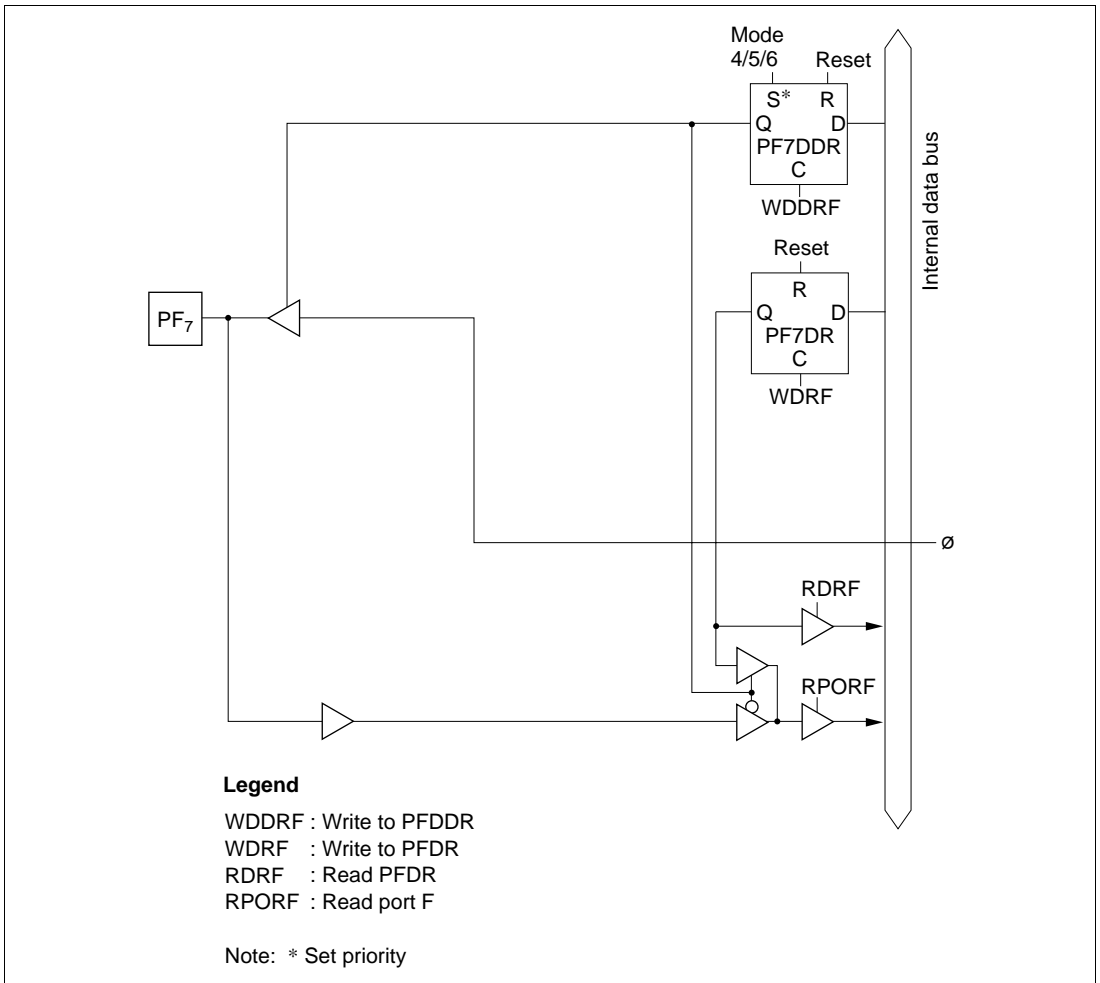 Mode
4/5/6
Reset
S* R
Q D
PF7DDR
C
WDDRF
Internal data bus
Reset
R
Q D
PF7DR
C
WDRF
PF7
ø
RDRF
RPORF
Legend
WDDRF : Write to PFDDR
WDRF : Write to PFDR
RDRF : Read PFDR
RPORF : Read port F
Note: * Set priority